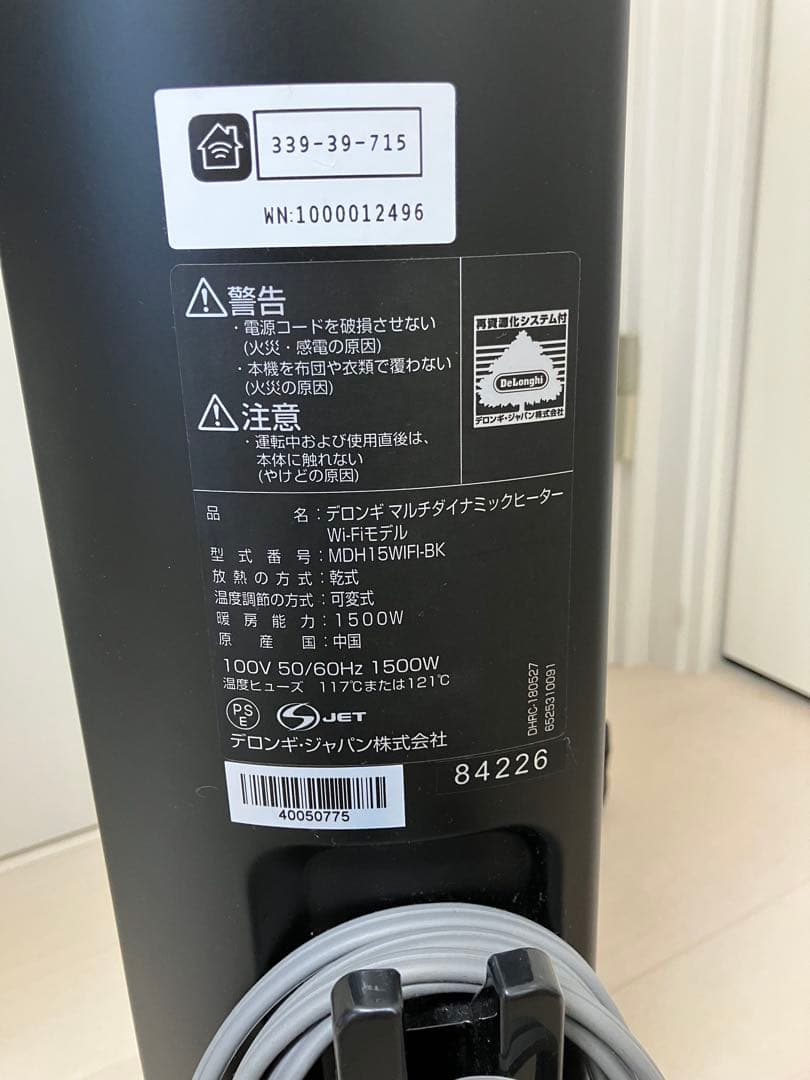 339-39-715
WN:1000012496
警告
・電源コードを破損させない
(火災・感電の原因)
・本機を布団や衣類で覆わない
(火災の原因)
注意
・運転中および使用直後は、
本体に触れない
(やけどの原因)
再資源化システム付
DeLonghi
デロンギ・ジャパン株式会社
品名:デロンギ マルチダイナミックヒーター
Wi-Fiモデル
型式番号:MDH15WIFI-BK
放熱の方式:乾式
温度調節の方式:可変式
暖房能力:1500W
原産国:中国
100V 50/60Hz 1500W
温度ヒューズ 117℃または121℃
PS
E
JET
デロンギ・ジャパン株式会社
DHRC-180527
6525310091
40050775
84226